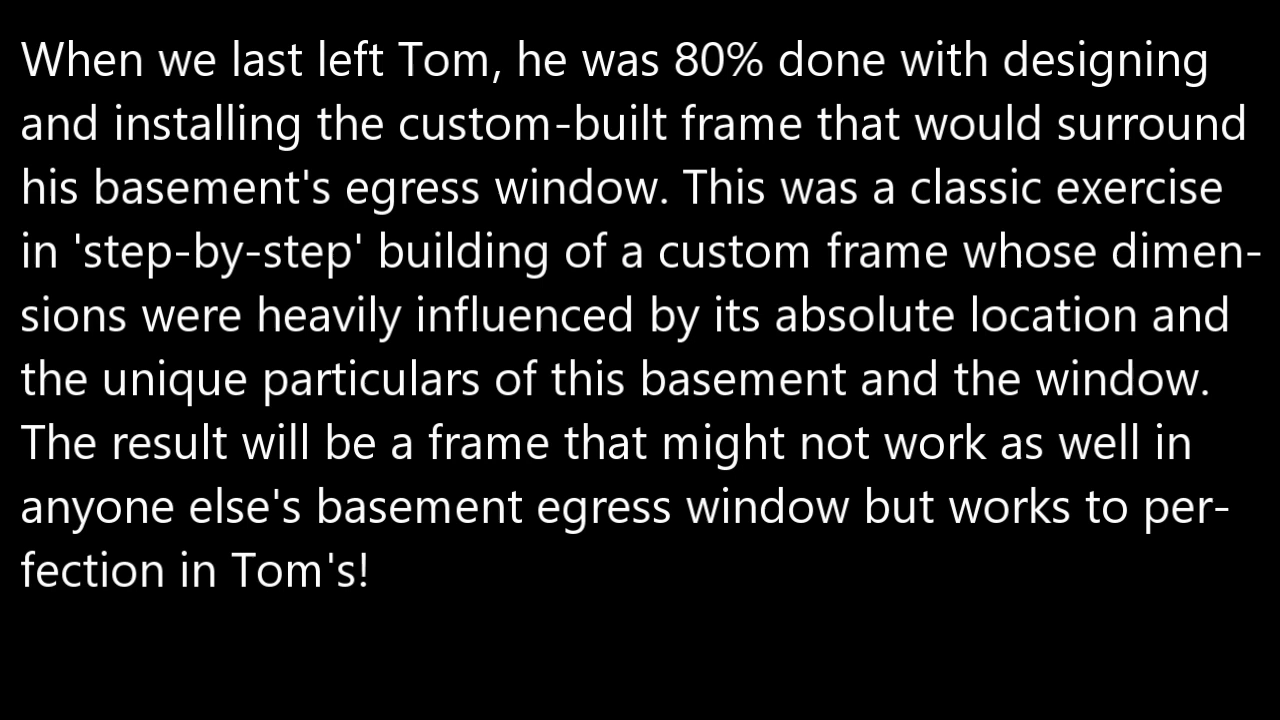 When we last left Tom, he was 80% done with designing
and installing the custom-built frame that would surround
his basement's egress window. This was a classic exercise
in 'step-by-step' building of a custom frame whose dimen-
sions were heavily influenced by its absolute location and
the unique particulars of this basement and the window.
The result will be a frame that might not work as well in
anyone else's basement egress window but works to per-
fection in Tom's!